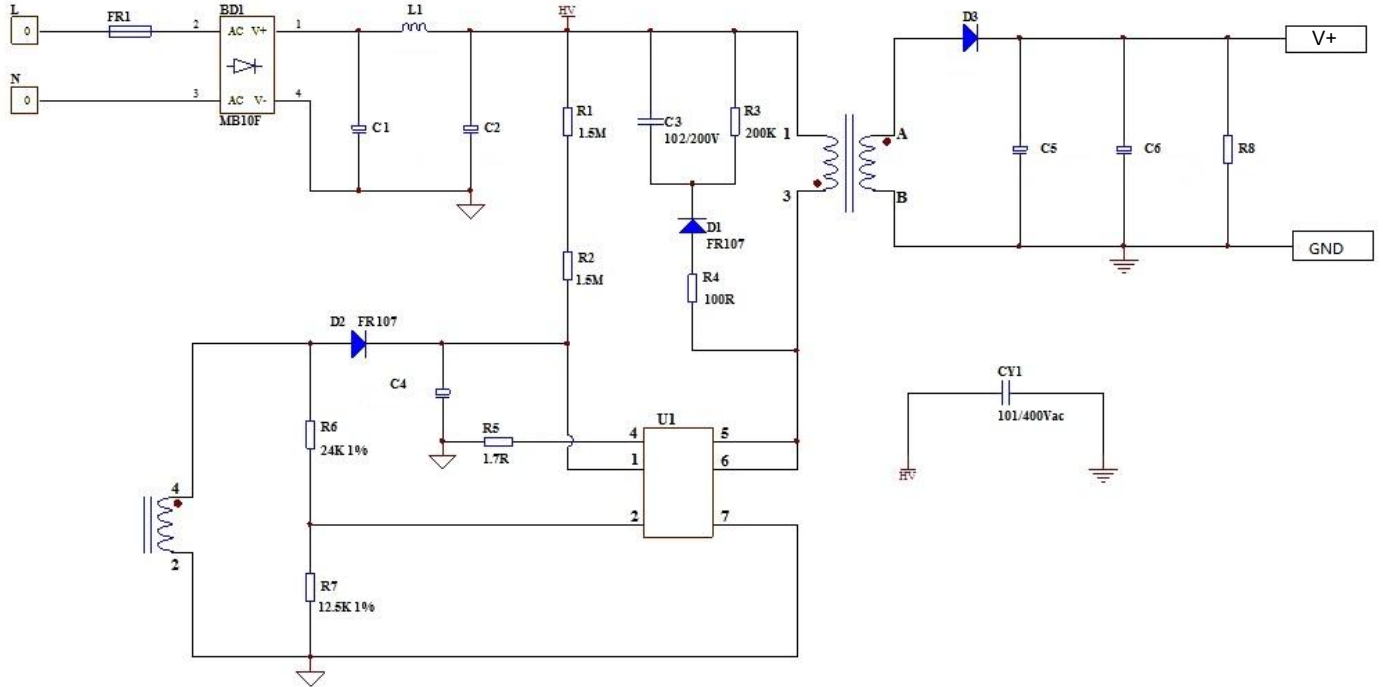 L
0
FR1
BD1
2
AC V+
1
L1
HV
N
0
3
AC V-
4
MB10F
C1
C2
R1
1.5M
C3
102/200V
R3
200K
1
3
A
B
D3
V+
C5
C6
R8
GND
D1
FR107
R2
1.5M
R4
100R
D2 FR107
C4
R5
1.7R
U1
4
1
2
5
6
7
R6
24K 1%
4
2
R7
12.5K 1%
CY1
101/400Vac
HV